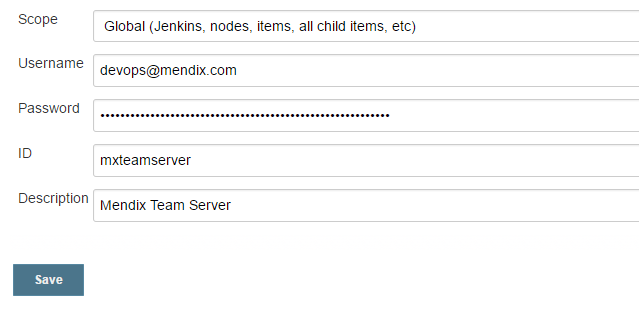 Scope
Global (Jenkins, nodes, items, all child items, etc)
Username
devops@mendix.com
Password
••••••••••••••••••••••••••••••••••••••••••••••••••••••••••
ID
mxteamserver
Description
Mendix Team Server
Save